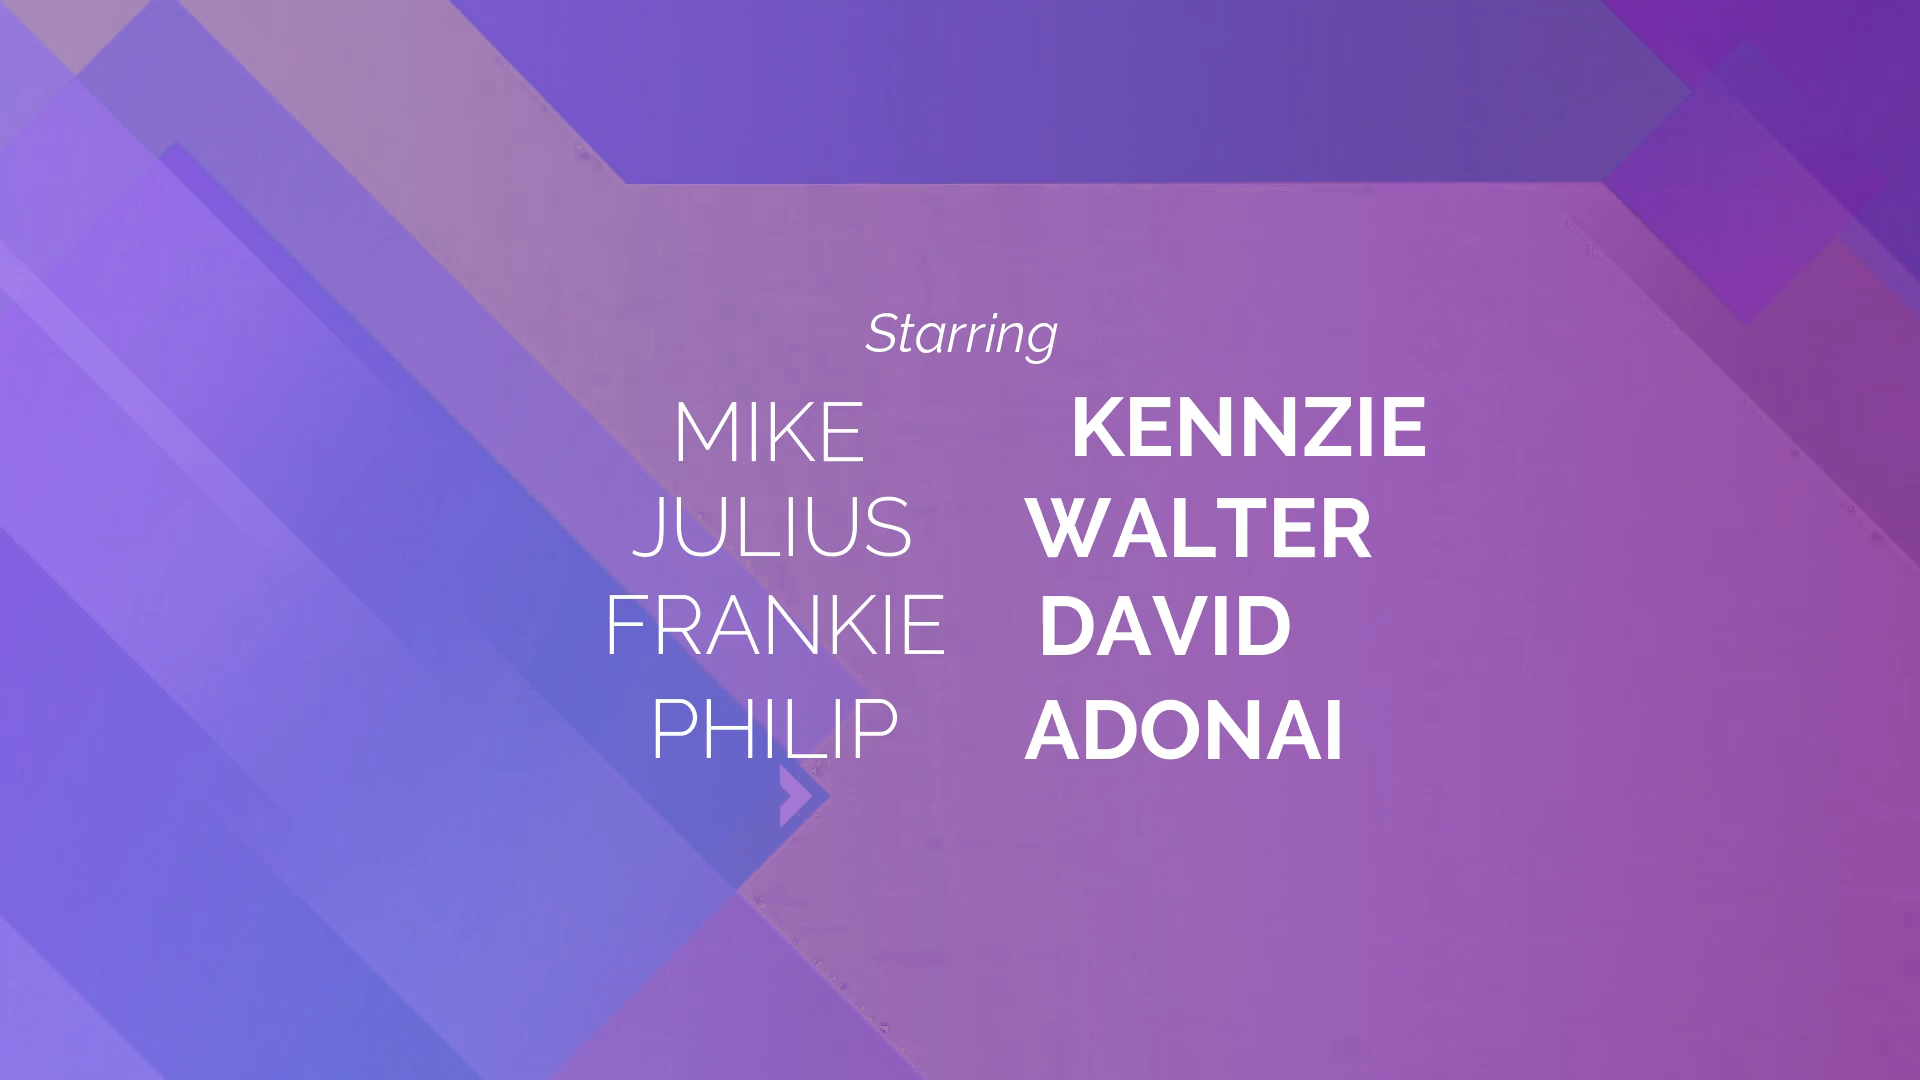 Starring
MIKE KENNZIE
JULIUS WALTER
FRANKIE DAVID
PHILIP ADONAI